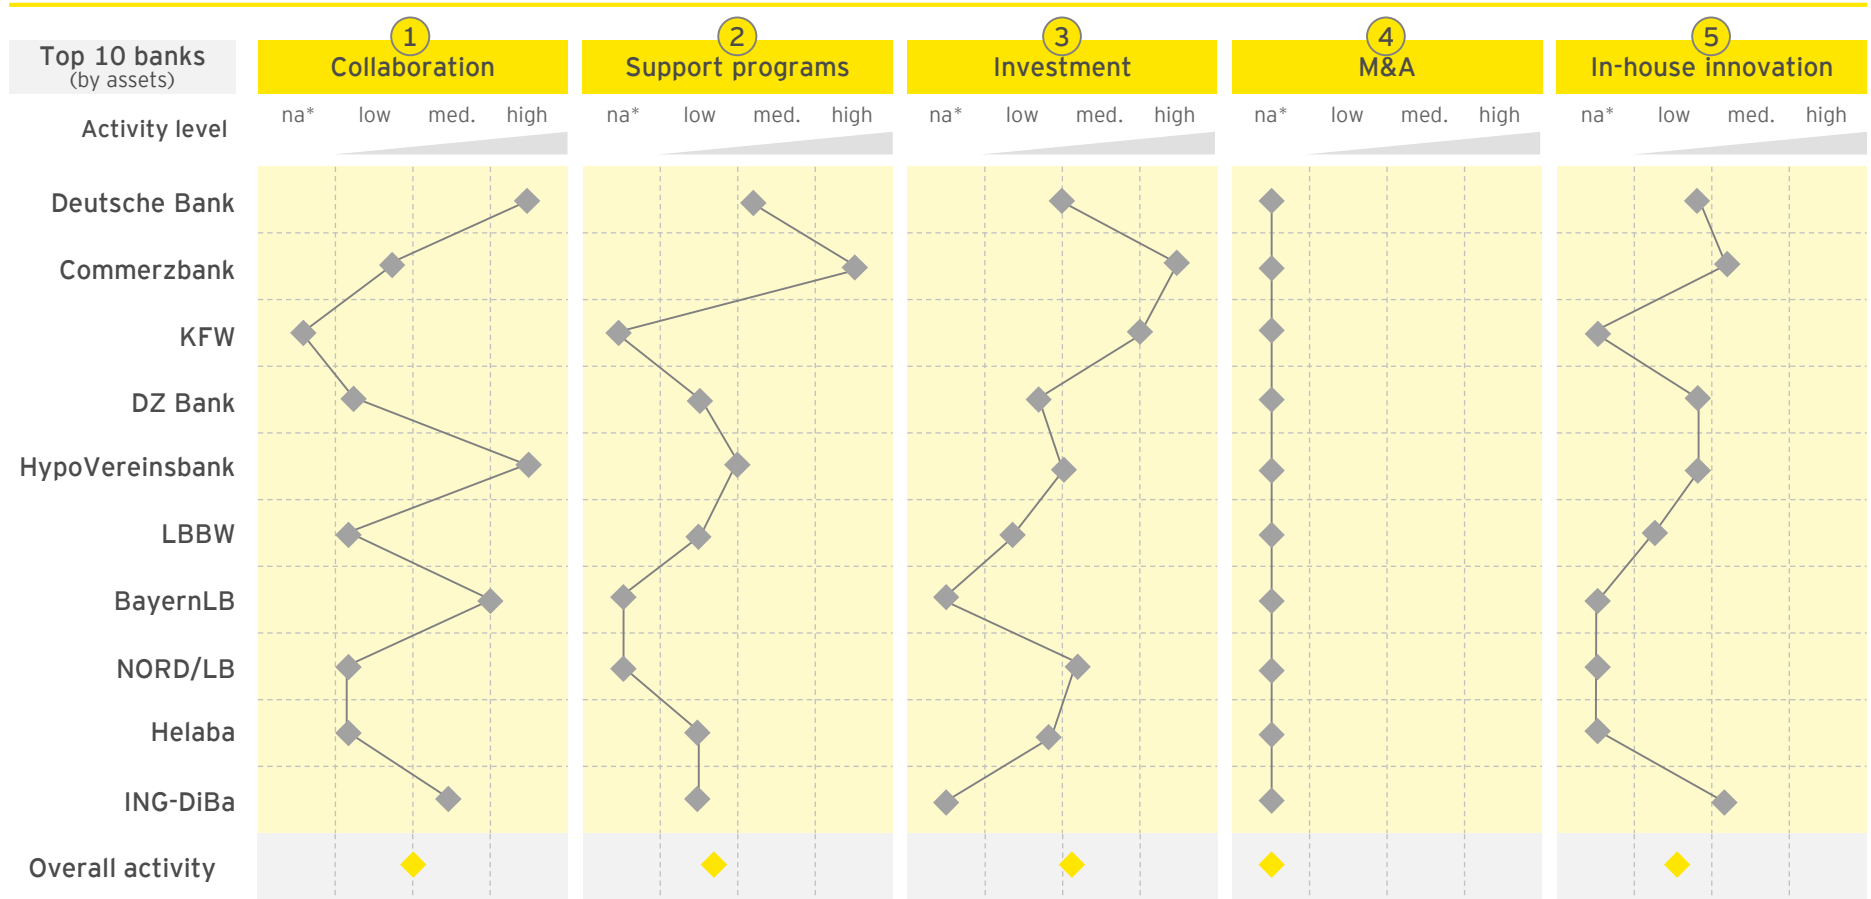 1 2 3 4 5
Top 10 banks
(by assets)
Collaboration Support programs Investment M&A In-house innovation
Activity level na* low med. high na* low med. high na* low med. high na* low med. high na* low med. high
Deutsche Bank
Commerzbank
KFW
DZ Bank
HypoVereinsbank
LBBW
BayernLB
NORD/LB
Helaba
ING-DiBa
Overall activity